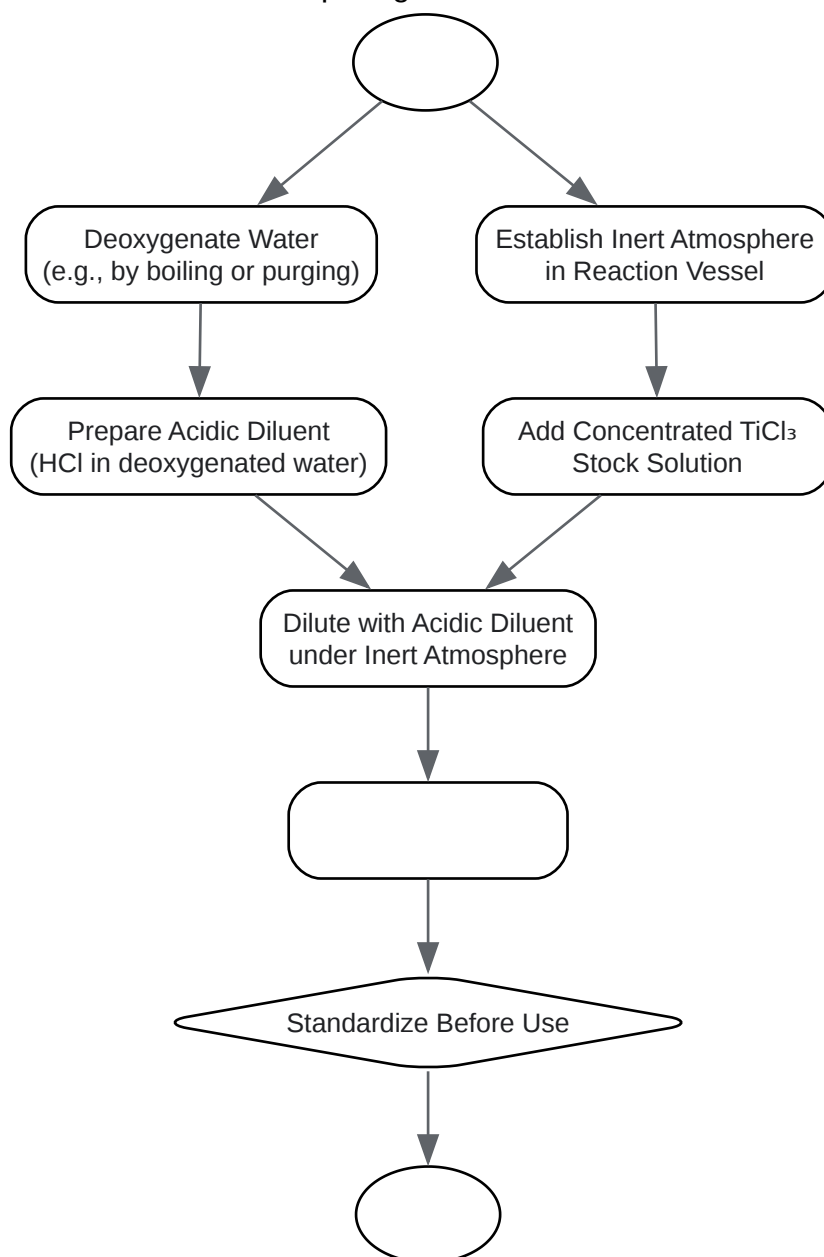 Deoxygenate Water
(e.g., by boiling or purging)
Establish Inert Atmosphere
in Reaction Vessel
Prepare Acidic Diluent
(HCl in deoxygenated water)
Add Concentrated TiCl₃
Stock Solution
Dilute with Acidic Diluent
under Inert Atmosphere
Standardize Before Use